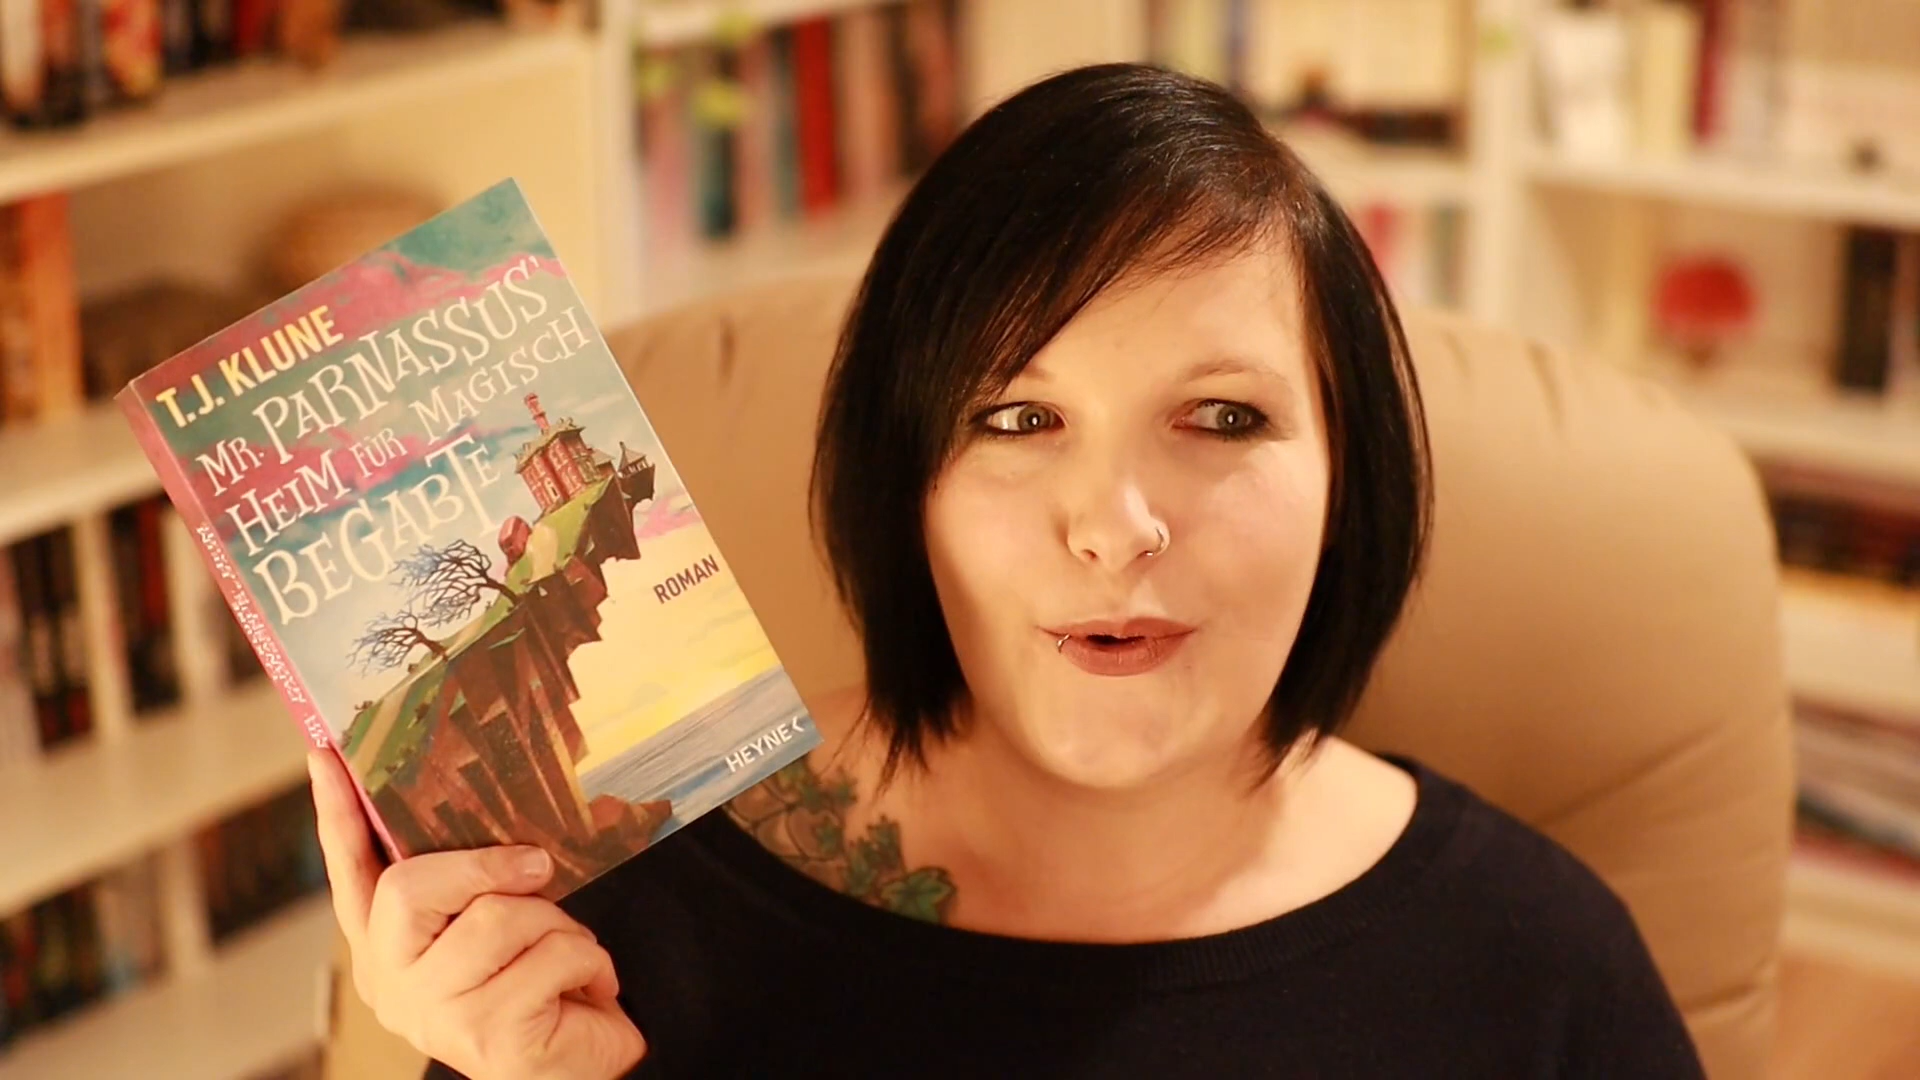 T.J. KLUNE
MR. PARNASSUS'
HEIM FÜR MAGISCH
BEGABTE
ROMAN
HEYNE<